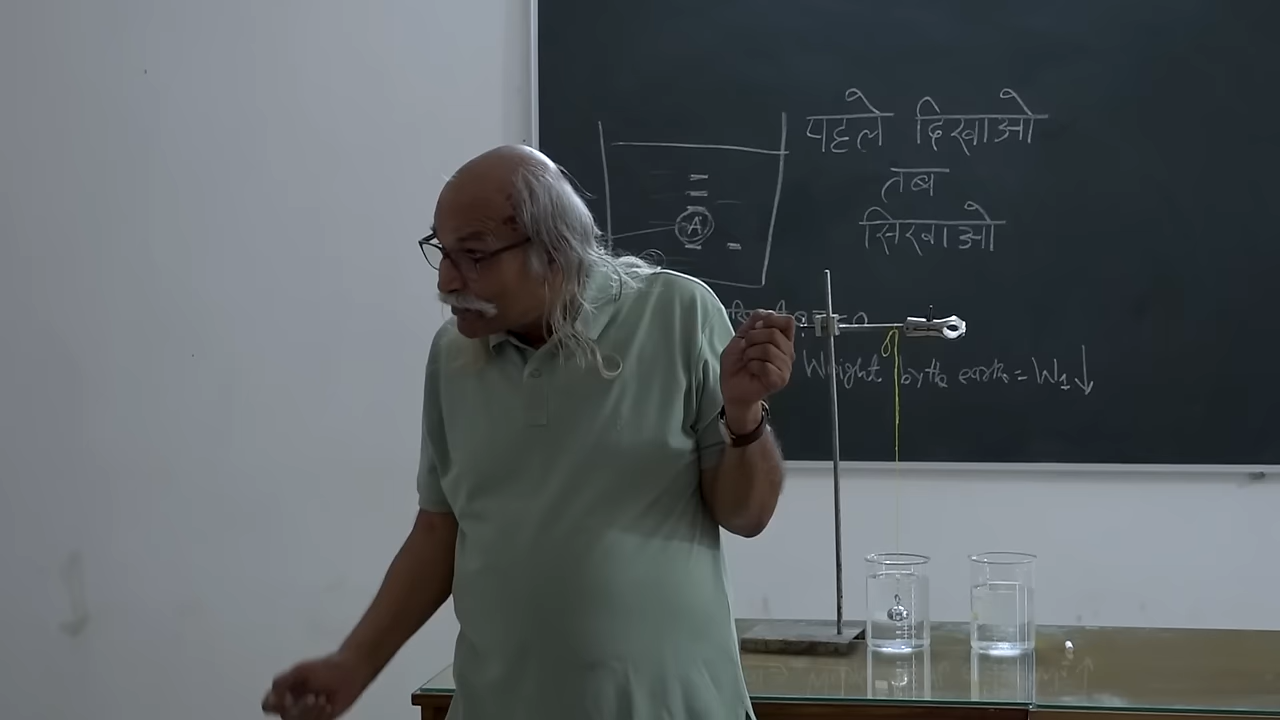 पहले दिखाओ
तब
सिखाओ
A
Weight by the earth = W₁ ↓